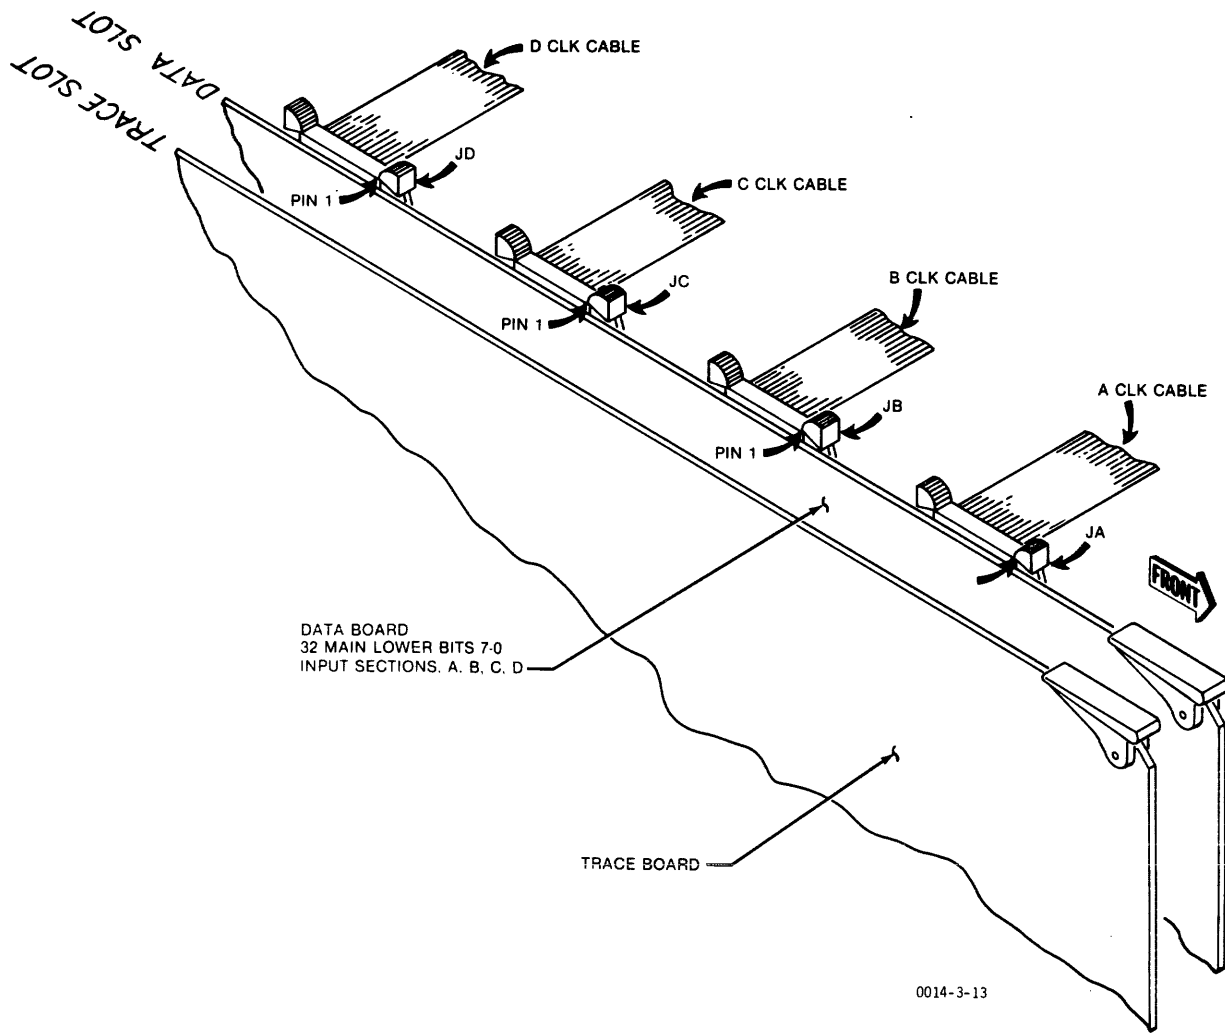 DATA SLOT
TRACE SLOT
D CLK CABLE
JD
PIN 1
C CLK CABLE
JC
PIN 1
B CLK CABLE
JB
PIN 1
A CLK CABLE
JA
FRONT
DATA BOARD
32 MAIN LOWER BITS 7-0
INPUT SECTIONS. A. B, C, D
TRACE BOARD
0014-3-13